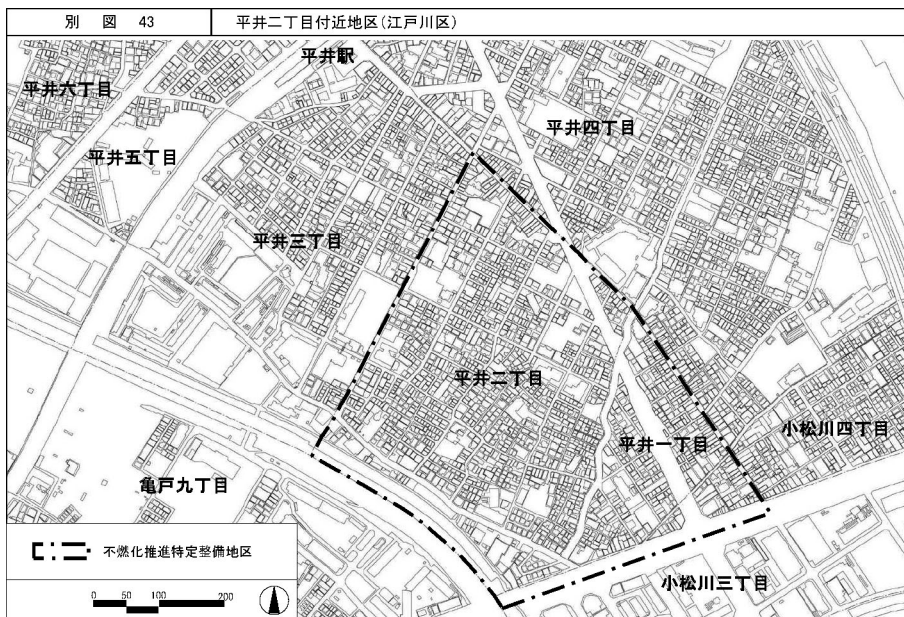 別 図 43
平井二丁目付近地区(江戸川区)
平井駅
平井六丁目
平井四丁目
平井五丁目
平井三丁目
平井二丁目
小松川四丁目
平井一丁目
亀戸九丁目
不燃化推進特定整備地区
小松川三丁目
0 50 100 200